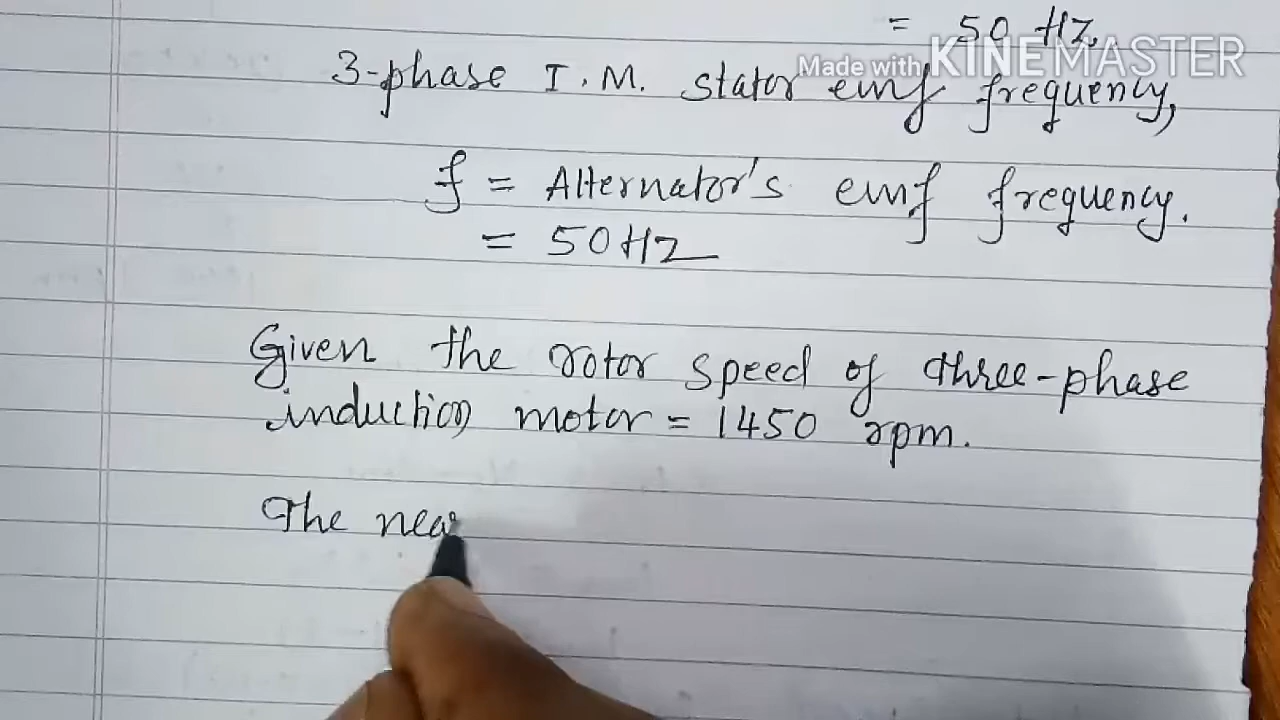 = 50 Hz
Made with KINEMASTER
3-phase I.M. stator emf frequency,
f = Alternator's emf frequency.
= 50Hz
Given the rotor speed of three-phase
induction motor = 1450 rpm.
The near